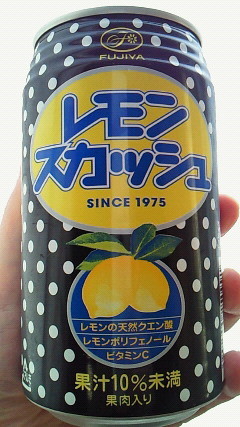 FUJIYA
レモン
スカッシュ
SINCE 1975
レモンの天然クエン酸
レモンポリフェノール
ビタミンC
果汁10%未満
果肉入り